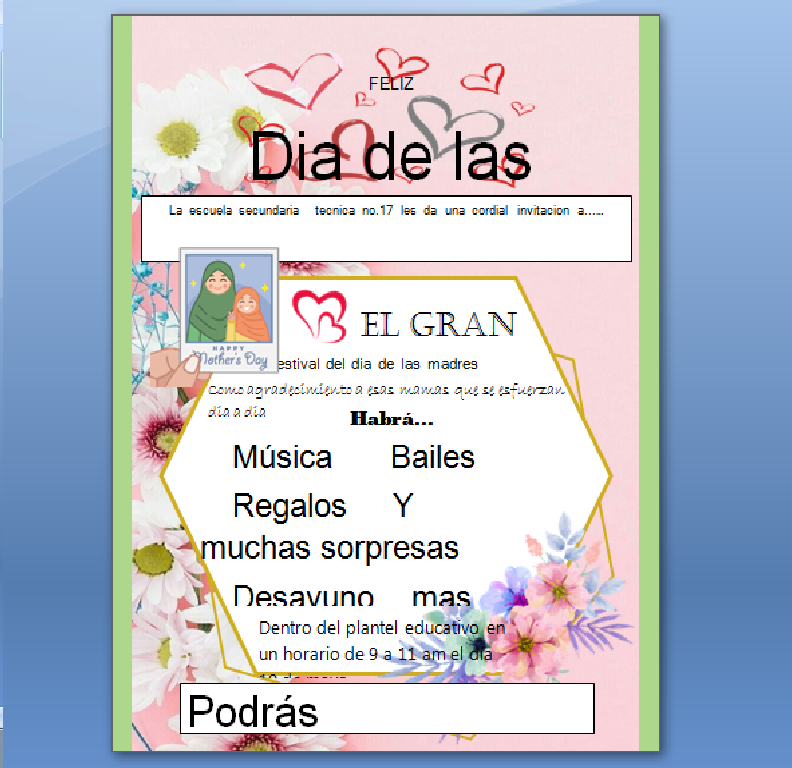 FELIZ
Dia de las
La escuela secundaria tecnica no.17 les da una cordial invitacion a.....
HAPPY
Mother's Day
EL GRAN
estival del dia de las madres
Como agradecimiento a esas mamas que se esfuerzan
dia a dia
Habrá...
Música Bailes
Regalos Y
muchas sorpresas
Desayuno mas
Dentro del plantel educativo en
un horario de 9 a 11 am el dia
Podrás